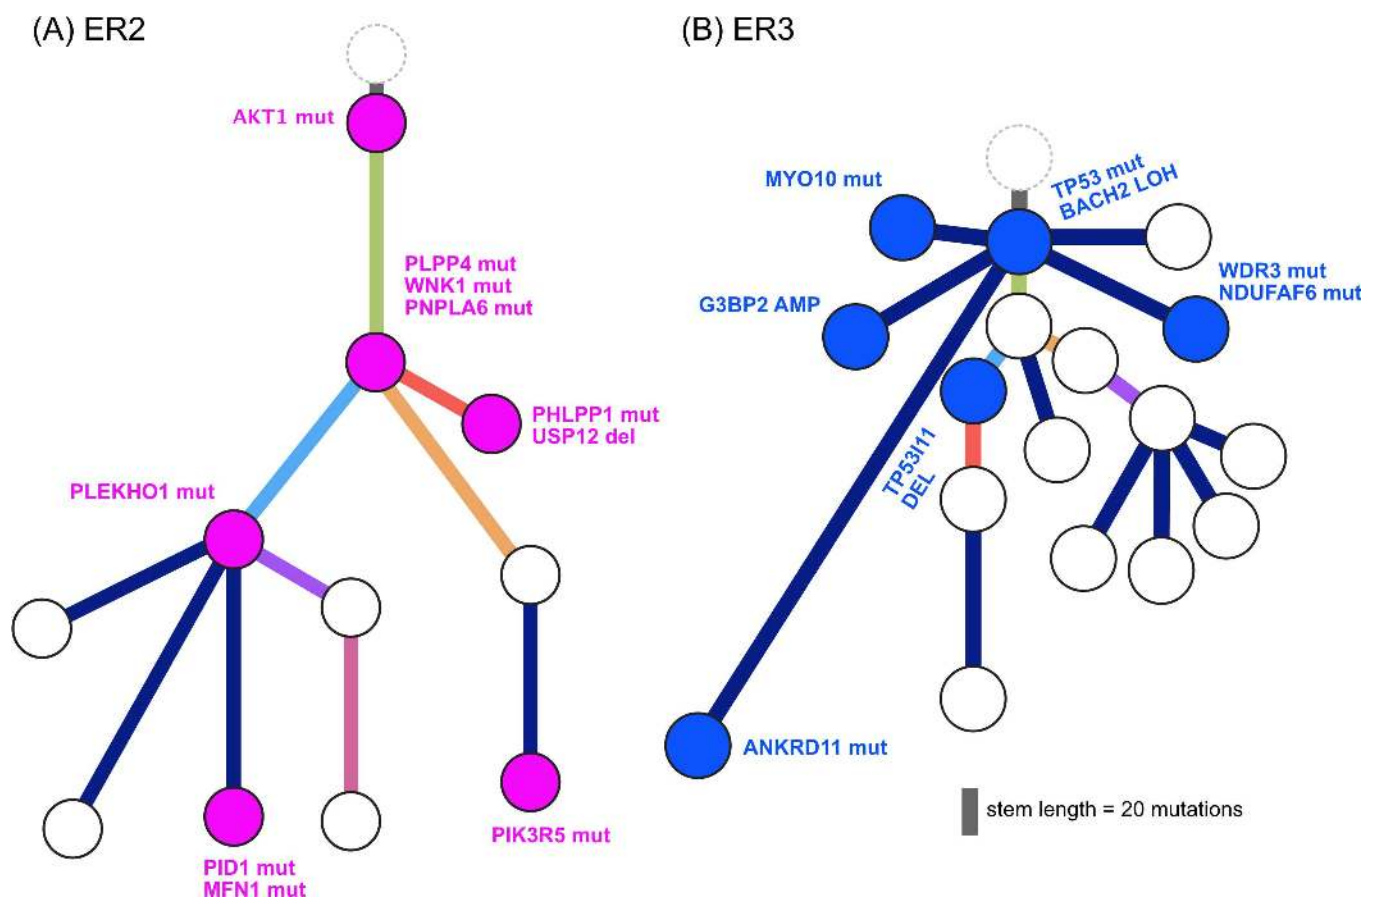 (A) ER2
AKT1 mut
PLPP4 mut
WNK1 mut
PNPLA6 mut
PHLPP1 mut
USP12 del
PLEKHO1 mut
PIK3R5 mut
PID1 mut
MFN1 mut
(B) ER3
TP53 mut
BACH2 LOH
MYO10 mut
WDR3 mut
NDUFAF6 mut
G3BP2 AMP
TP53I11
DEL
ANKRD11 mut
stem length = 20 mutations